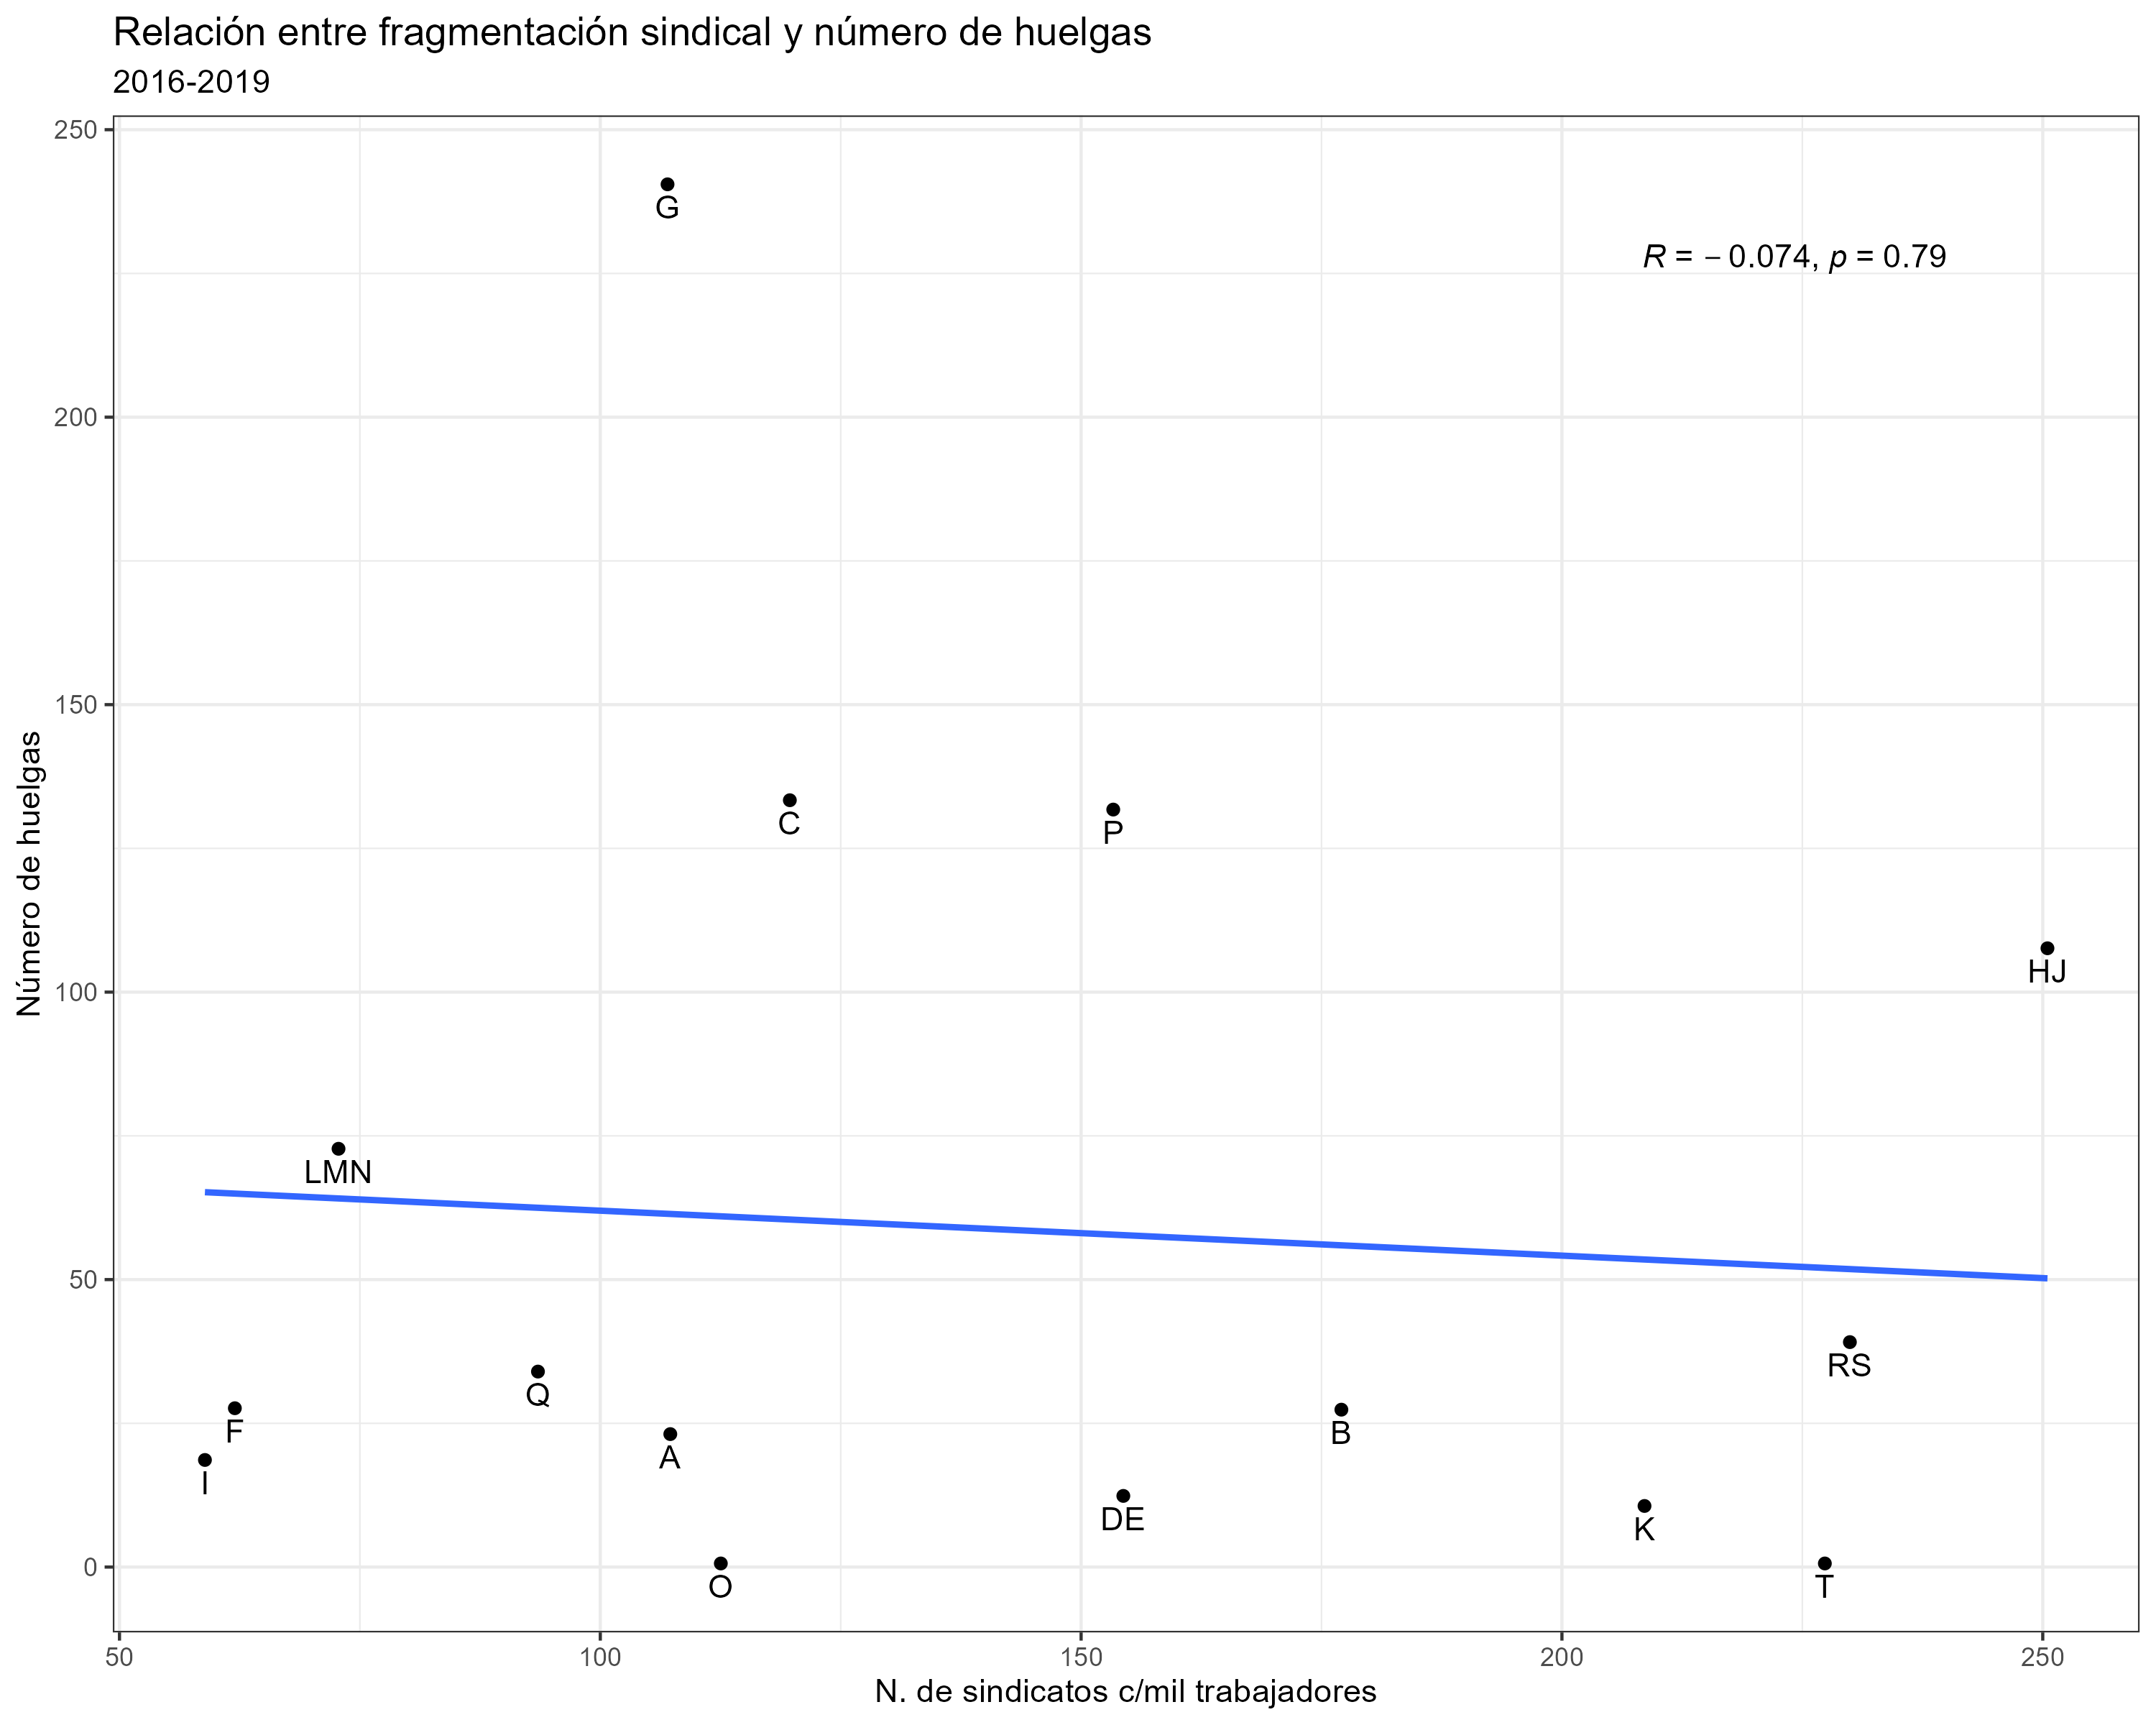 Relación entre fragmentación sindical y número de huelgas
2016-2019
250
200
150
100
50
0
Número de huelgas
G
R = − 0.074, p = 0.79
C
P
HJ
LMN
RS
Q
F
B
A
I
DE
K
O
T
50 100 150 200 250
N. de sindicatos c/mil trabajadores